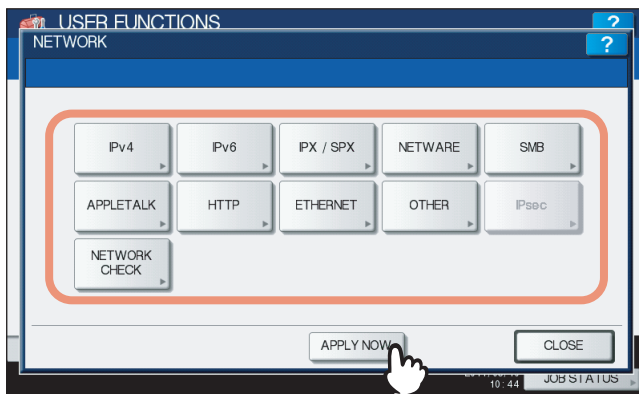 USER FUNCTIONS
?
NETWORK
?
IPv4
IPv6
IPX / SPX
NETWARE
SMB
APPLETALK
HTTP
ETHERNET
OTHER
IPsec
NETWORK
CHECK
APPLY NOW
CLOSE
10:44
JOB STATUS